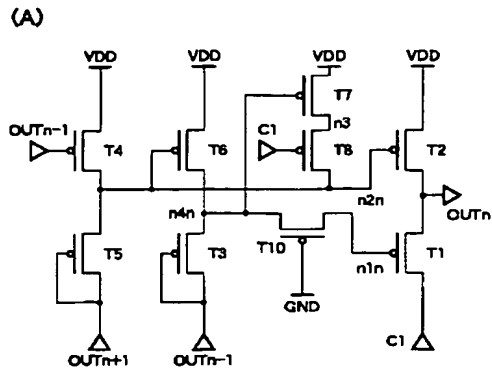 (A)
VDD VDD VDD VDD
T7
OUTn-1 T4 T6 C1 n3 T8 T2
n2n
OUTn
n4n
T5 T3 T10 n1n T1
GND
C1
OUTn+1 OUTn-1